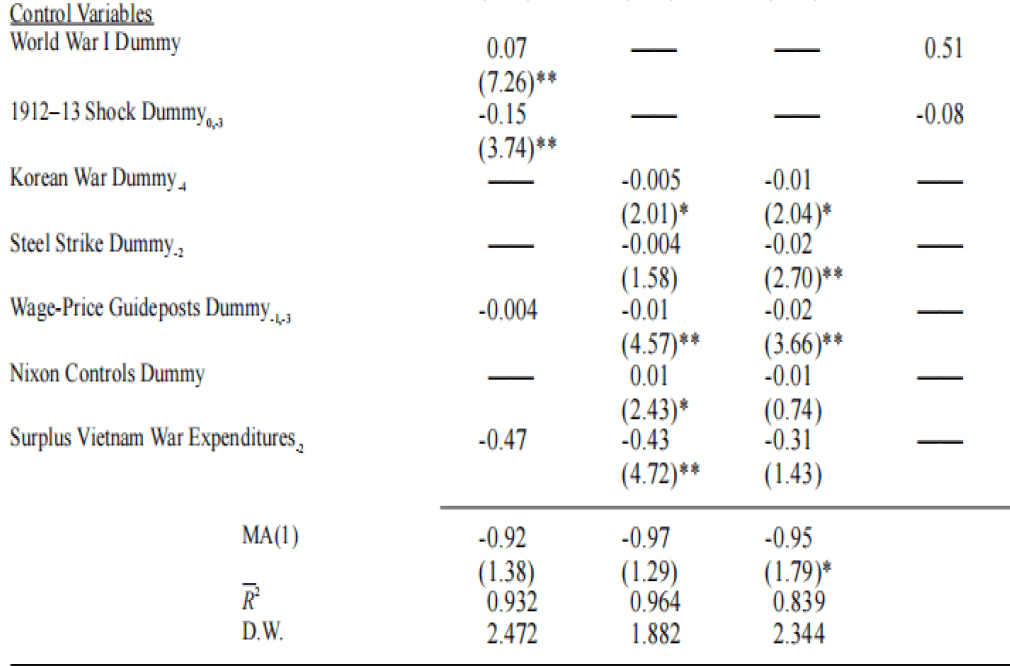 Control Variables
World War I Dummy 0.07 — — 0.51
(7.26)**
1912–13 Shock Dummy0,-3 -0.15 — — -0.08
(3.74)**
Korean War Dummy-4 — -0.005 -0.01 —
(2.01)* (2.04)*
Steel Strike Dummy-2 — -0.004 -0.02 —
(1.58) (2.70)**
Wage-Price Guideposts Dummy-1,-3 -0.004 -0.01 -0.02 —
(4.57)** (3.66)**
Nixon Controls Dummy — 0.01 -0.01 —
(2.43)* (0.74)
Surplus Vietnam War Expenditures-2 -0.47 -0.43 -0.31 —
(4.72)** (1.43)
MA(1) -0.92 -0.97 -0.95
(1.38) (1.29) (1.79)*
R̅² 0.932 0.964 0.839
D.W. 2.472 1.882 2.344